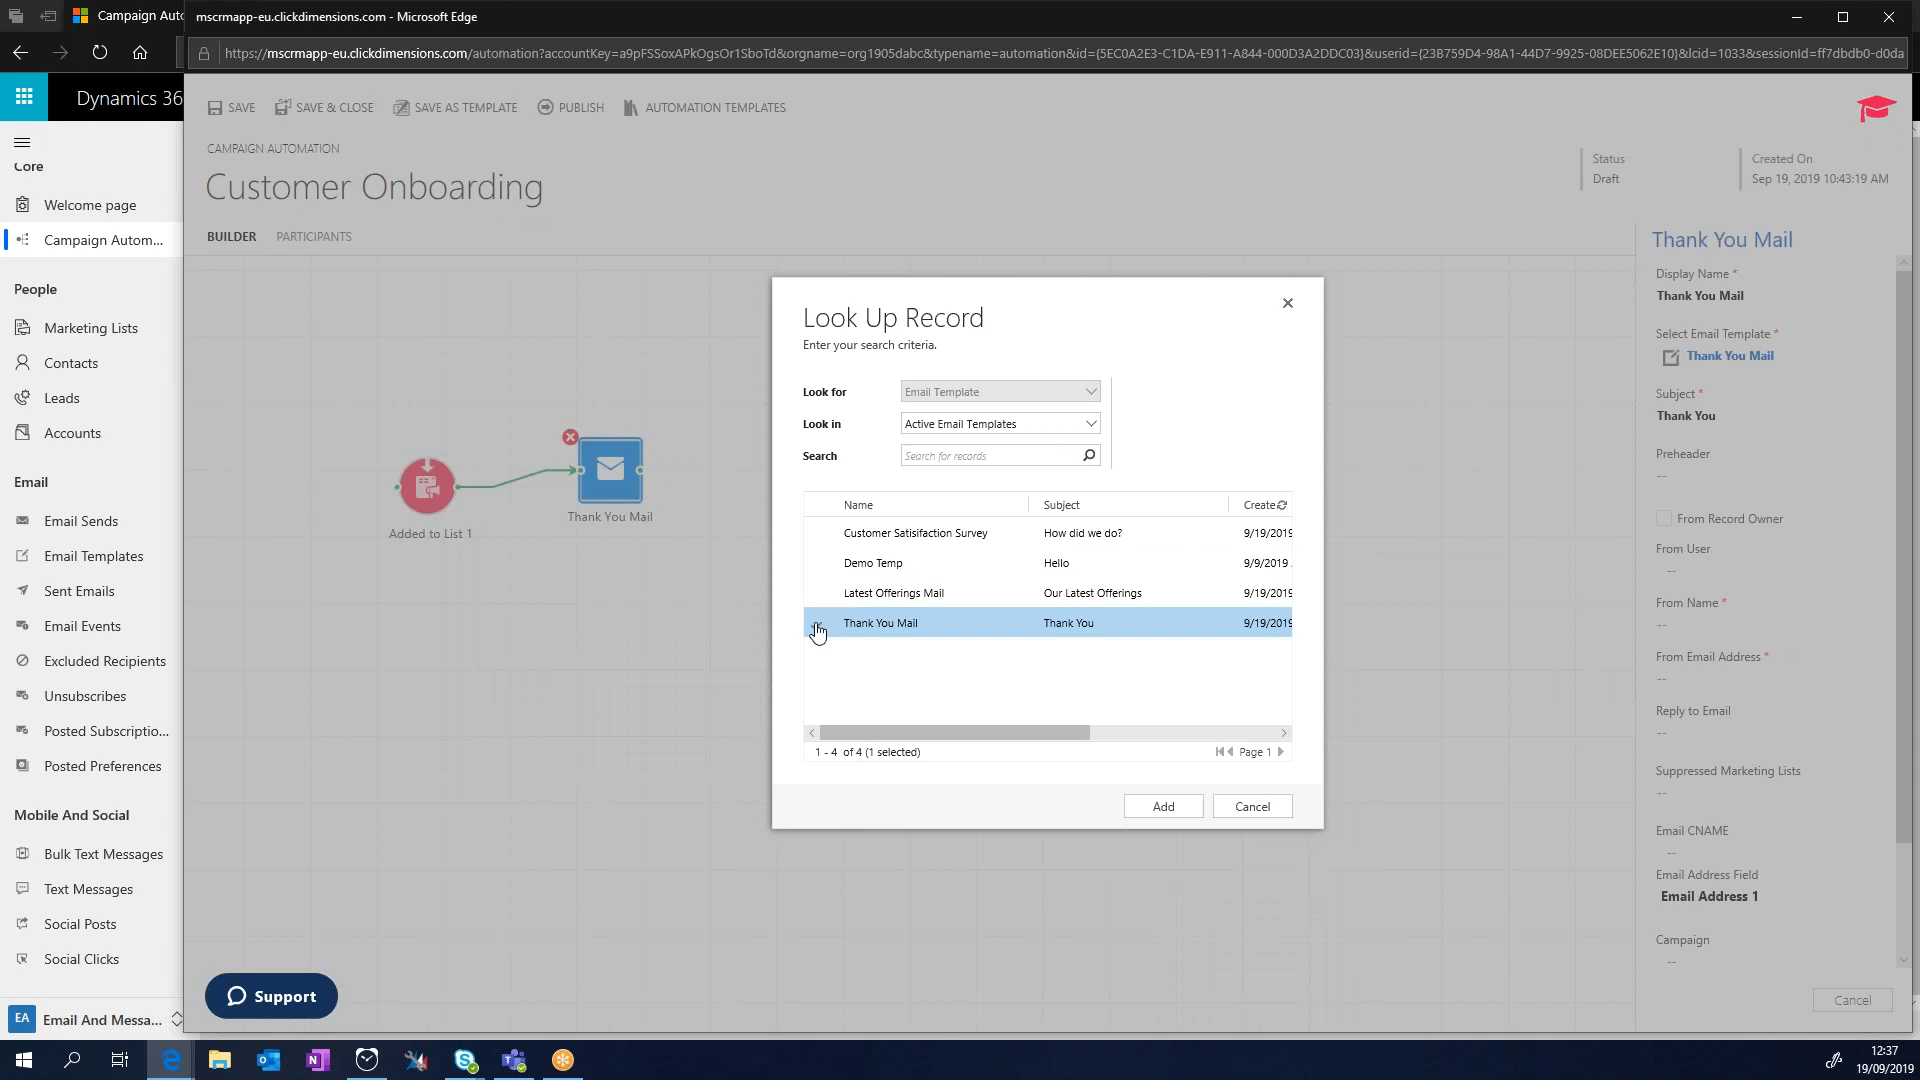 Campaign Auto
mscrmapp-eu.clickdimensions.com - Microsoft Edge
https://mscrmapp-eu.clickdimensions.com/automation?accountKey=a9pFSSoxAPkOgsOr1SboTd&orgname=org1905dabc&typename=automation&id={5EC0A2E3-C1DA-E911-A844-000D3A2DDC03}&userid={23B759D4-98A1-44D7-9925-08DEE5062E10}&lcid=1033&sessionId=ff7dbdb0-d0da
Dynamics 36
SAVE
SAVE & CLOSE
SAVE AS TEMPLATE
PUBLISH
AUTOMATION TEMPLATES
CAMPAIGN AUTOMATION
Customer Onboarding
Status
Draft
Created On
Sep 19, 2019 10:43:19 AM
BUILDER
PARTICIPANTS
Core
Welcome page
Campaign Autom...
People
Marketing Lists
Contacts
Leads
Accounts
Email
Email Sends
Email Templates
Sent Emails
Email Events
Excluded Recipients
Unsubscribes
Posted Subscriptio...
Posted Preferences
Mobile And Social
Bulk Text Messages
Text Messages
Social Posts
Social Clicks
EA Email And Messa...
Added to List 1
Thank You Mail
Look Up Record
Enter your search criteria.
Look for Email Template
Look in Active Email Templates
Search Search for records
Name Subject Create
Customer Satisifaction Survey How did we do? 9/19/2019
Demo Temp Hello 9/9/2019
Latest Offerings Mail Our Latest Offerings 9/19/2019
Thank You Mail Thank You 9/19/2019
1 - 4 of 4 (1 selected)
Page 1
Add
Cancel
Thank You Mail
Display Name *
Thank You Mail
Select Email Template *
Thank You Mail
Subject *
Thank You
Preheader
--
From Record Owner
From User
--
From Name *
--
From Email Address *
--
Reply to Email
--
Suppressed Marketing Lists
--
Email CNAME
--
Email Address Field
Email Address 1
Campaign
--
Cancel
Support
12:37
19/09/2019